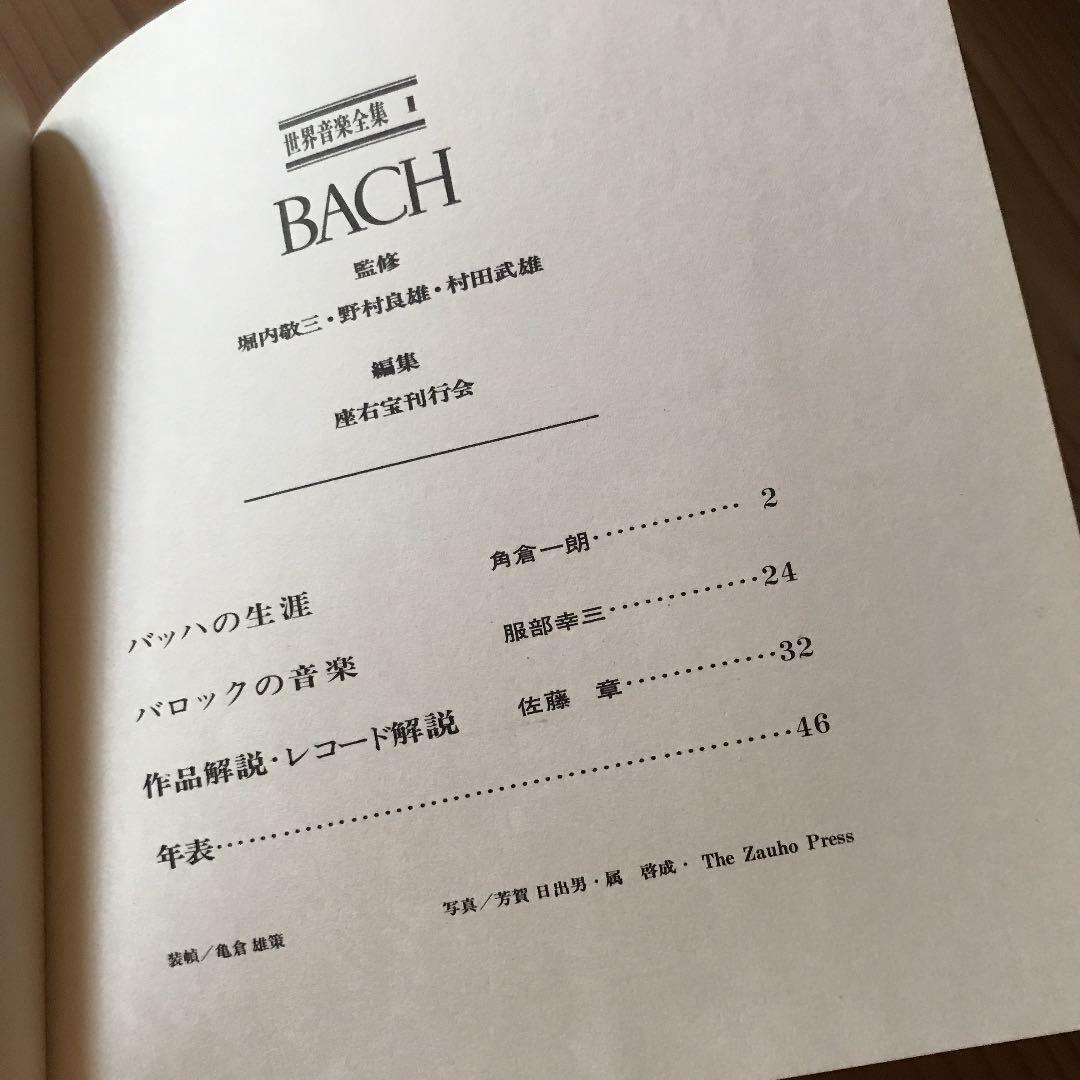 世界音楽全集 1
BACH
監修
堀内敬三・野村良雄・村田武雄
編集
座右宝刊行会
バッハの生涯 角倉一朗 2
バロックの音楽 服部幸三 24
作品解説・レコード解説 佐藤 章 32
年表 46
写真／芳賀 日出男・属 啓成・ The Zauho Press
装幀／亀倉 雄策